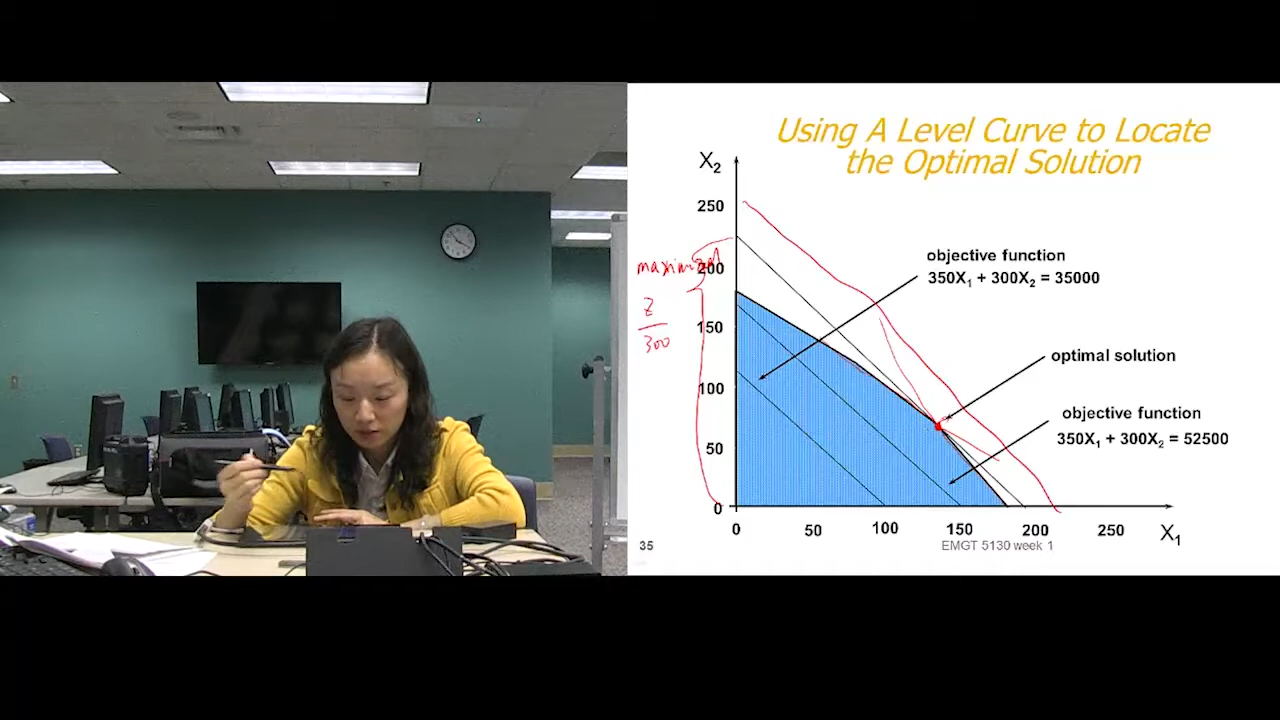 Using A Level Curve to Locate
the Optimal Solution
X2
250
200
150
100
50
0
maximize
Z
300
objective function
350X1 + 300X2 = 35000
optimal solution
objective function
350X1 + 300X2 = 52500
0 50 100 150 200 250
X1
35
EMGT 5130 week 1